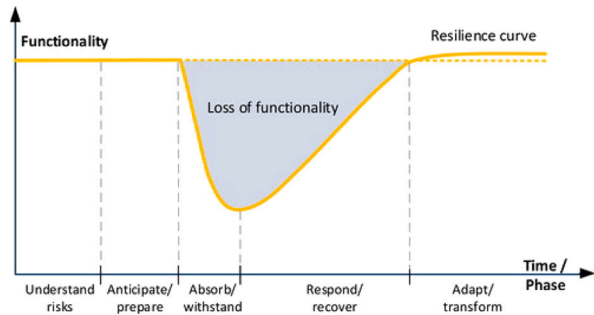 Functionality
Resilience curve
Loss of functionality
Time /
Phase
Understand
risks
Anticipate/
prepare
Absorb/
withstand
Respond/
recover
Adapt/
transform